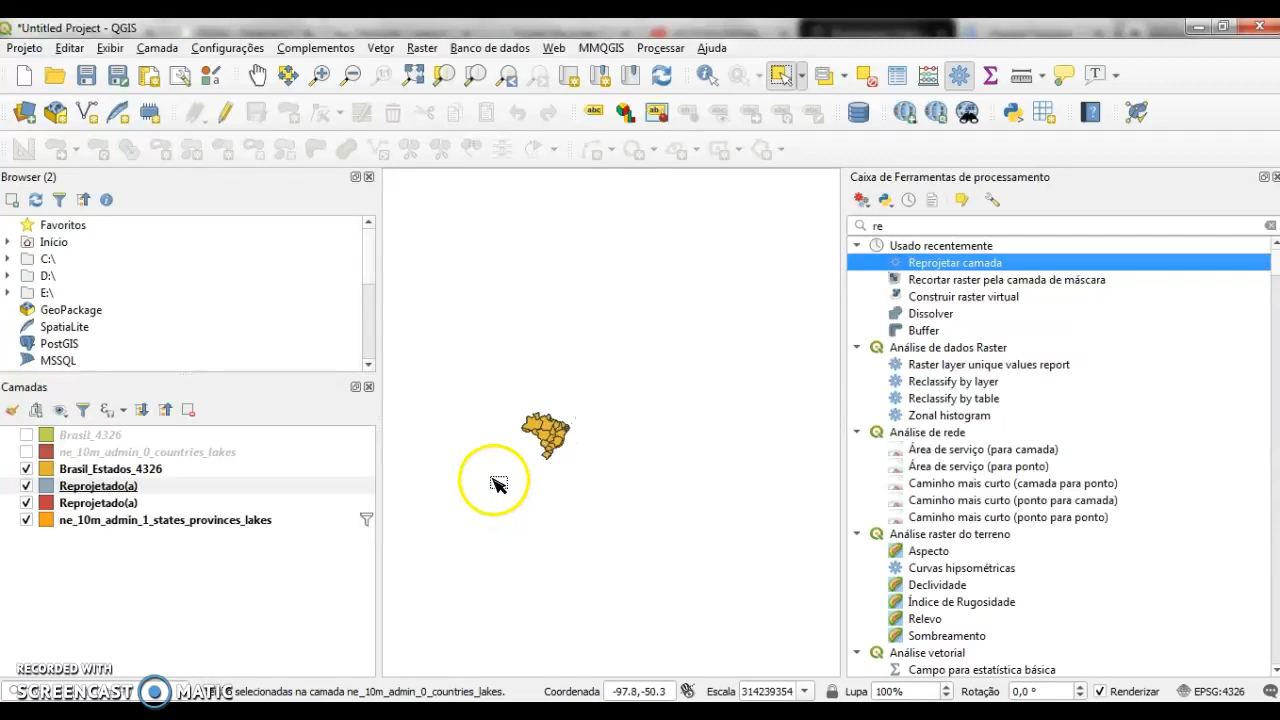 *Untitled Project - QGIS
Projeto Editar Exibir Camada Configurações Complementos Vetor Raster Banco de dados Web MMQGIS Processar Ajuda
Browser (2)
Favoritos
Início
C:\
D:\
E:\
GeoPackage
SpatiaLite
PostGIS
MSSQL
Camadas
Brasil_4326
ne_10m_admin_0_countries_lakes
Brasil_Estados_4326
Reprojetado(a)
Reprojetado(a)
ne_10m_admin_1_states_provinces_lakes
Caixa de Ferramentas de processamento
re
Usado recentemente
Reprojetar camada
Recortar raster pela camada de máscara
Construir raster virtual
Dissolver
Buffer
Análise de dados Raster
Raster layer unique values report
Reclassify by layer
Reclassify by table
Zonal histogram
Análise de rede
Área de serviço (para camada)
Área de serviço (para ponto)
Caminho mais curto (camada para ponto)
Caminho mais curto (ponto para camada)
Caminho mais curto (ponto para ponto)
Análise raster do terreno
Aspecto
Curvas hipsométricas
Declividade
Índice de Rugosidade
Relevo
Sombreamento
Análise vetorial
Campo para estatística básica
RECORDED WITH
SCREENCAST MATIC
selecionadas na camada ne_10m_admin_0_countries_lakes. Coordenada -97.8,-50.3 Escala 314239354 Lupa 100% Rotação 0,0 ° Renderizar EPSG:4326